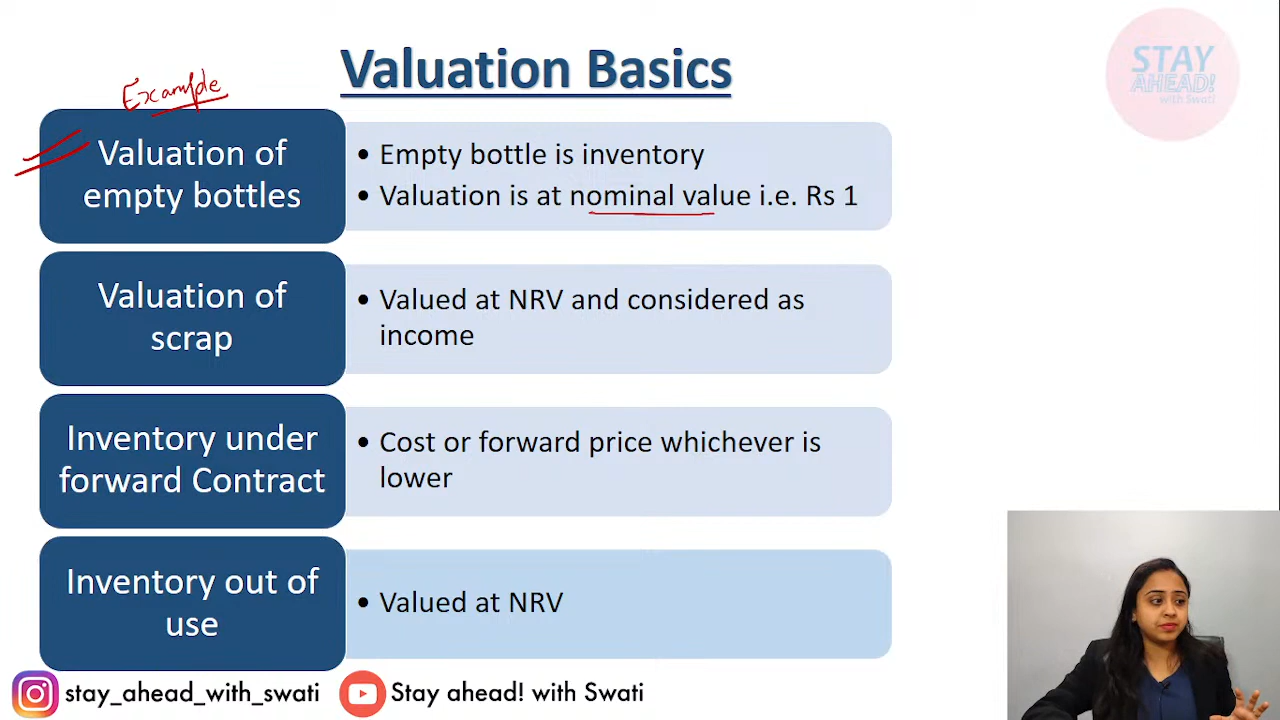 Valuation Basics
STAY
AHEAD!
with Swati
Example
Valuation of
empty bottles
• Empty bottle is inventory
• Valuation is at nominal value i.e. Rs 1
Valuation of
scrap
• Valued at NRV and considered as
income
Inventory under
forward Contract
• Cost or forward price whichever is
lower
Inventory out of
use
• Valued at NRV
stay_ahead_with_swati
Stay ahead! with Swati